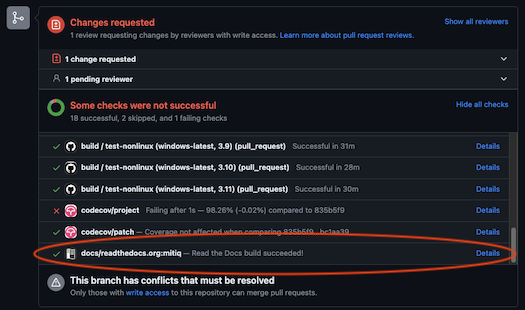 Changes requested
Show all reviewers
1 review requesting changes by reviewers with write access. Learn more about pull request reviews.
1 change requested
1 pending reviewer
Some checks were not successful
Hide all checks
18 successful, 2 skipped, and 1 failing checks
build / test-nonlinux (windows-latest, 3.9) (pull_request) Successful in 31m Details
build / test-nonlinux (windows-latest, 3.10) (pull_request) Successful in 28m Details
build / test-nonlinux (windows-latest, 3.11) (pull_request) Successful in 30m Details
codecov/project Failing after 1s — 98.26% (-0.02%) compared to 835b5f9 Details
codecov/patch — Coverage not affected when comparing 835b5f9...bc1aa39 Details
docs/readthedocs.org:mitiq — Read the Docs build succeeded! Details
This branch has conflicts that must be resolved
Only those with write access to this repository can merge pull requests.